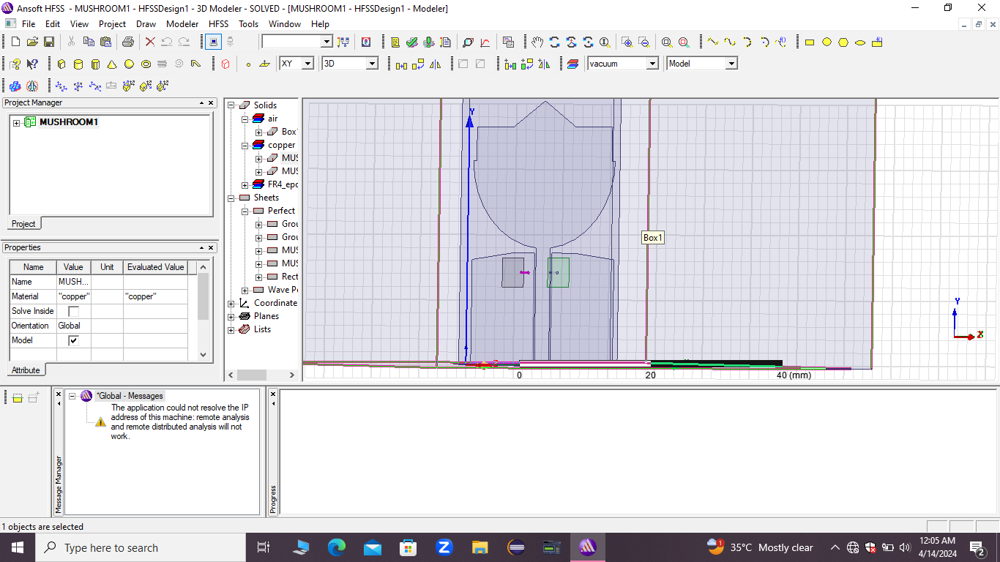 Ansoft HFSS - MUSHROOM1 - HFSSDesign1 - 3D Modeler - SOLVED - [MUSHROOM1 - HFSSDesign1 - Modeler]
File Edit View Project Draw Modeler HFSS Tools Window Help
XY 3D vacuum Model
Project Manager
MUSHROOM1
Project
Properties
Name Value Unit Evaluated Value
Name MUSH...
Material "copper" "copper"
Solve Inside
Orientation Global
Model
Attribute
Solids
air
Box
copper
MUS
MUS
FR4_epo
Sheets
Perfect
Grou
Grou
MUS
MUS
Rect
Wave Po
Coordinate
Planes
Lists
Y
Box1
Y
X
0 20 40 (mm)
*Global - Messages
The application could not resolve the IP
address of this machine: remote analysis
and remote distributed analysis will not
work.
Message Manager
Progress
1 objects are selected
Type here to search
Z
1
35°C Mostly clear
12:05 AM
4/14/2024
2